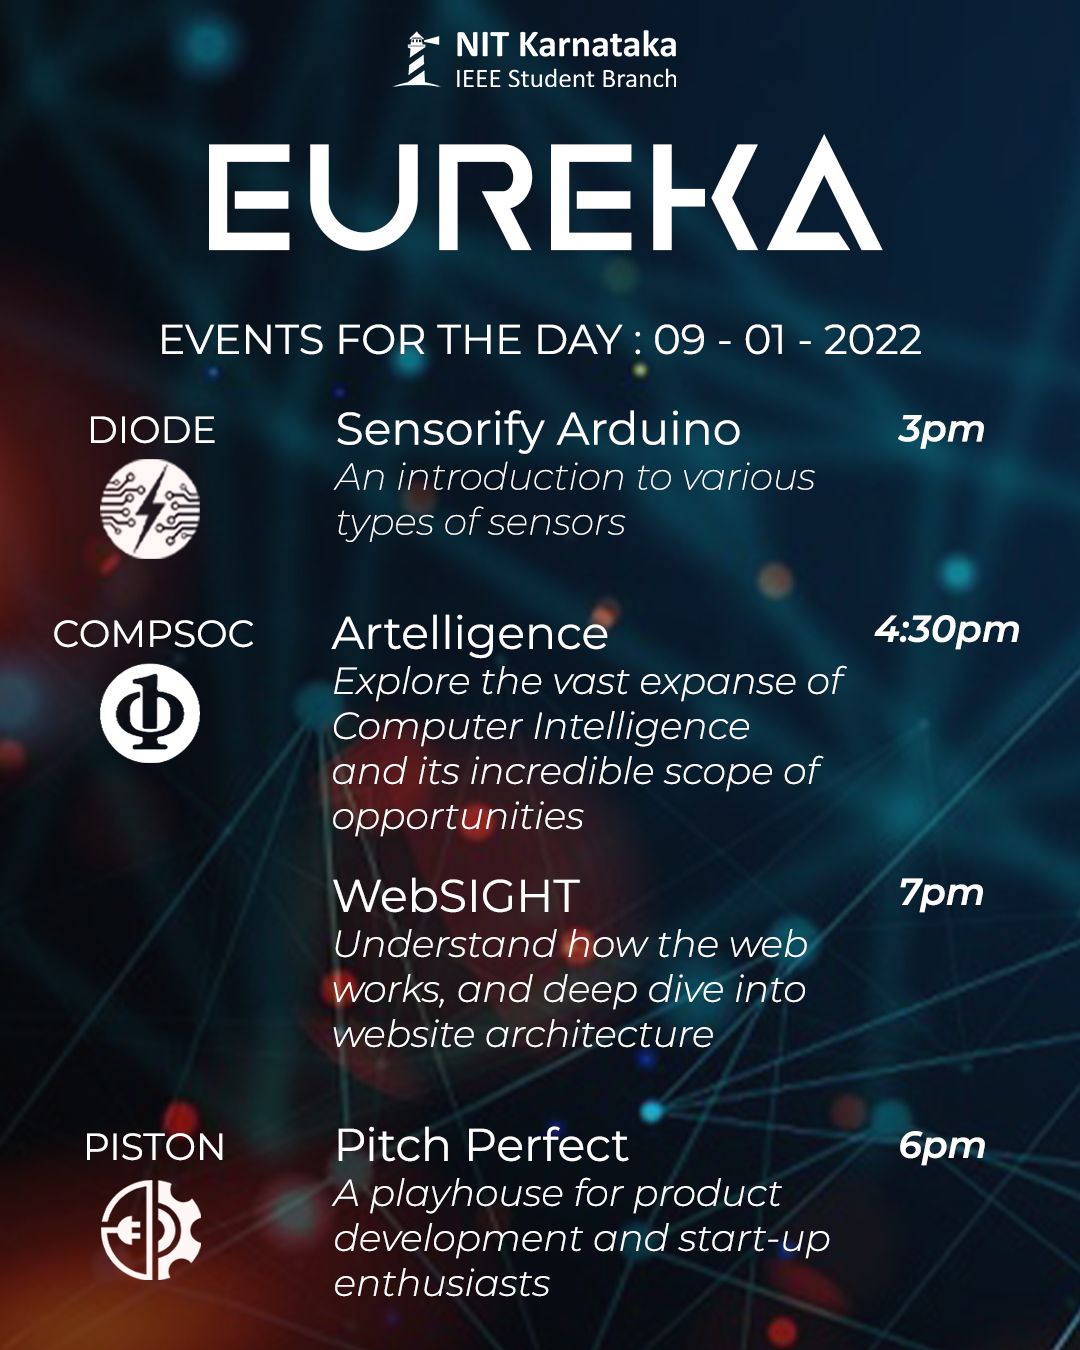 NIT Karnataka
IEEE Student Branch
EUREKA
EVENTS FOR THE DAY : 09 - 01 - 2022
DIODE
Sensorify Arduino
3pm
An introduction to various
types of sensors
COMPSOC
Artelligence
4:30pm
Explore the vast expanse of
Computer Intelligence
and its incredible scope of
opportunities
WebSIGHT
7pm
Understand how the web
works, and deep dive into
website architecture
PISTON
Pitch Perfect
6pm
A playhouse for product
development and start-up
enthusiasts